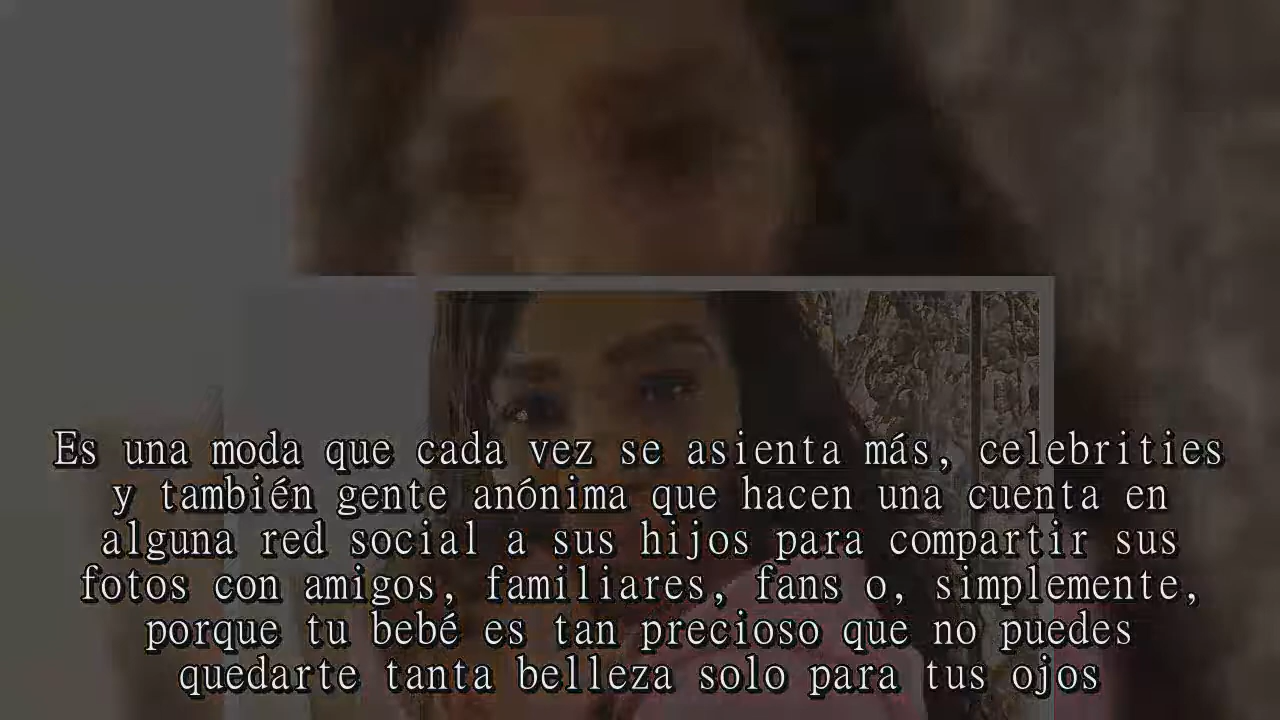 Es una moda que cada vez se asienta más, celebrities
y también gente anónima que hacen una cuenta en
alguna red social a sus hijos para compartir sus
fotos con amigos, familiares, fans o, simplemente,
porque tu bebé es tan precioso que no puedes
quedarte tanta belleza solo para tus ojos